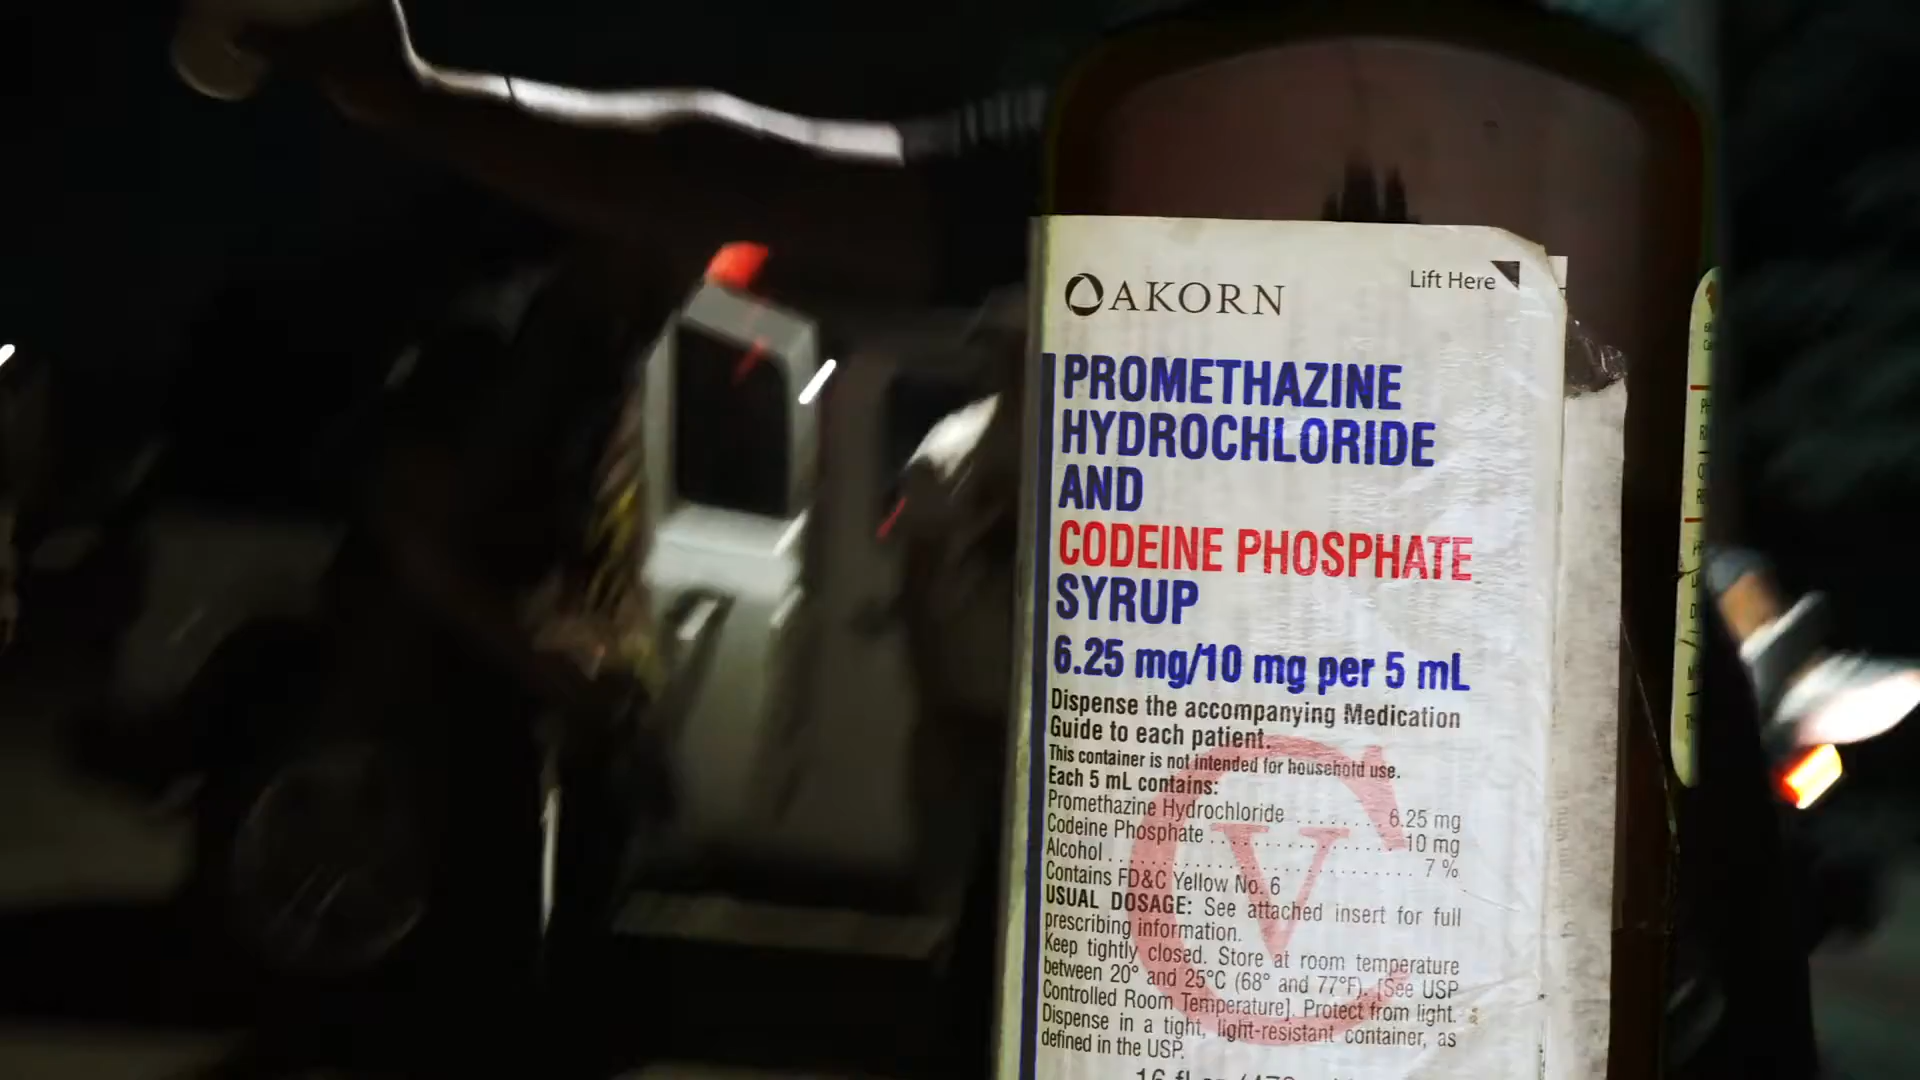 AKORN
Lift Here
PROMETHAZINE
HYDROCHLORIDE
AND
CODEINE PHOSPHATE
SYRUP
6.25 mg/10 mg per 5 mL
Dispense the accompanying Medication
Guide to each patient.
This container is not intended for household use.
Each 5 mL contains:
Promethazine Hydrochloride ........ 6.25 mg
Codeine Phosphate .................... 10 mg
Alcohol ................................. 7 %
Contains FD&C Yellow No. 6
USUAL DOSAGE: See attached insert for full
prescribing information.
Keep tightly closed. Store at room temperature
between 20° and 25°C (68° and 77°F). [See USP
Controlled Room Temperature]. Protect from light.
Dispense in a tight, light-resistant container, as
defined in the USP.
CV
16 fl